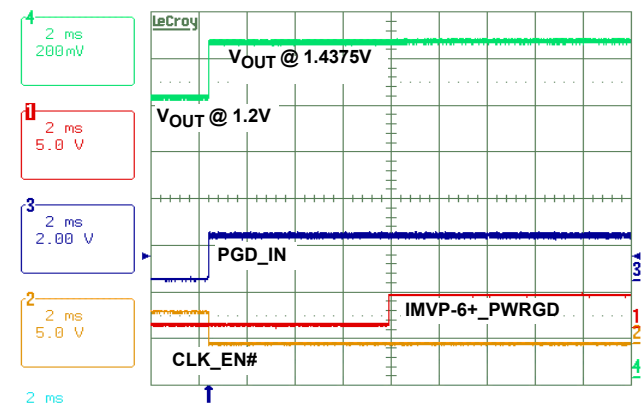 4
2 ms
200mV
1
2 ms
5.0 V
3
2 ms
2.00 V
2
2 ms
5.0 V
2 ms
LeCroy
VOUT @ 1.4375V
VOUT @ 1.2V
PGD_IN
IMVP-6+_PWRGD
CLK_EN#
3
1
2
4